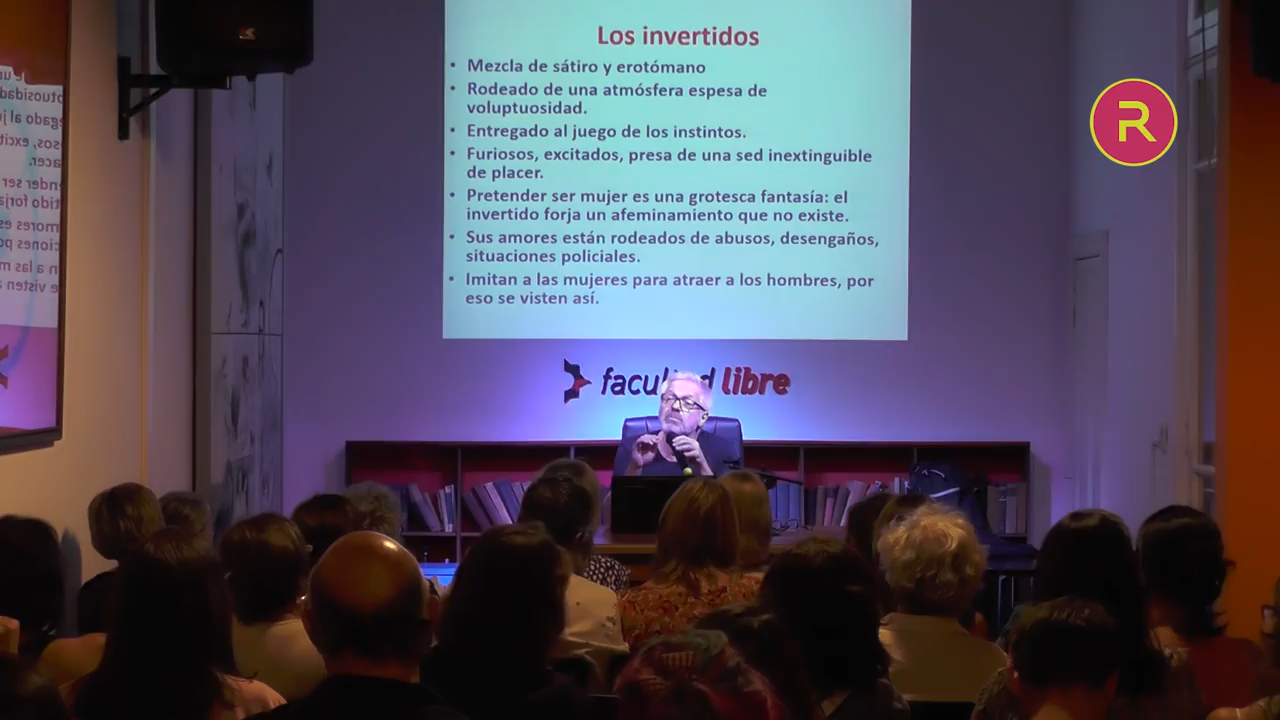 Los invertidos
• Mezcla de sátiro y erotómano
• Rodeado de una atmósfera espesa de
voluptuosidad.
• Entregado al juego de los instintos.
• Furiosos, excitados, presa de una sed inextinguible
de placer.
• Pretender ser mujer es una grotesca fantasía: el
invertido forja un afeminamiento que no existe.
• Sus amores están rodeados de abusos, desengaños,
situaciones policiales.
• Imitan a las mujeres para atraer a los hombres, por
eso se visten así.
R
facultad libre